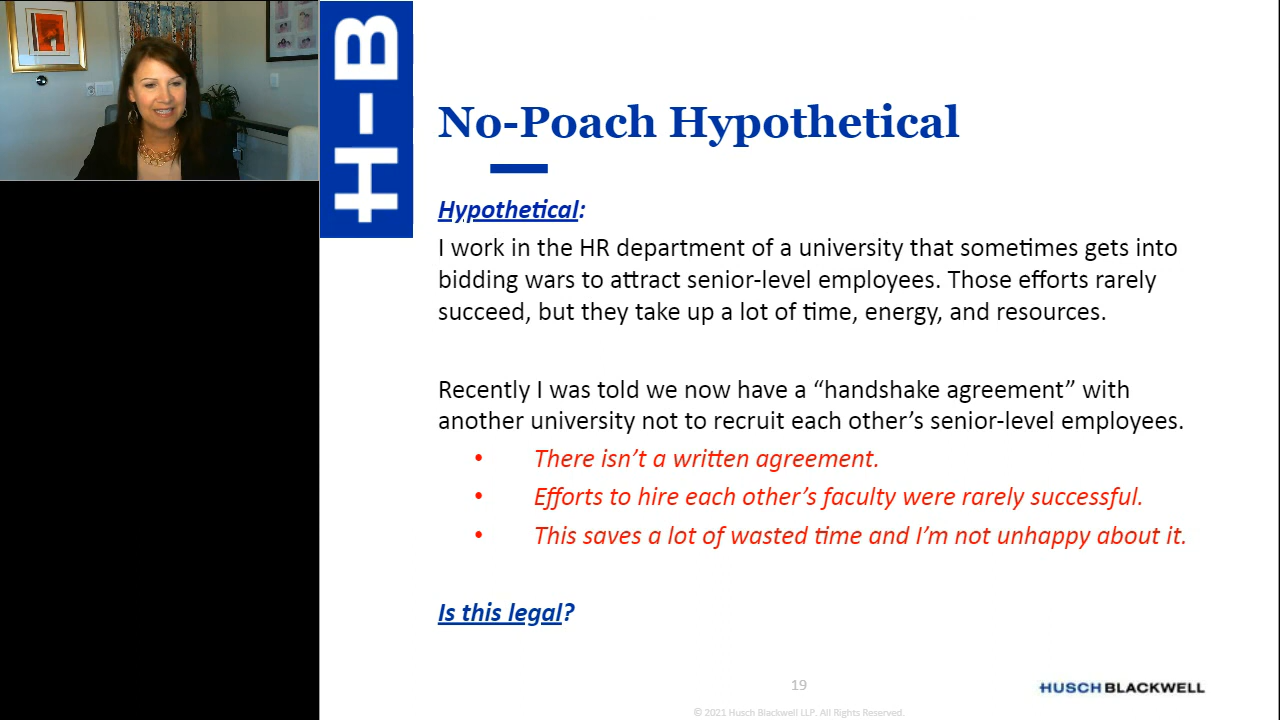 H-B
No-Poach Hypothetical
Hypothetical:
I work in the HR department of a university that sometimes gets into
bidding wars to attract senior-level employees. Those efforts rarely
succeed, but they take up a lot of time, energy, and resources.
Recently I was told we now have a “handshake agreement” with
another university not to recruit each other’s senior-level employees.
• There isn’t a written agreement.
• Efforts to hire each other’s faculty were rarely successful.
• This saves a lot of wasted time and I’m not unhappy about it.
Is this legal?
19
HUSCH BLACKWELL
© 2021 Husch Blackwell LLP. All Rights Reserved.